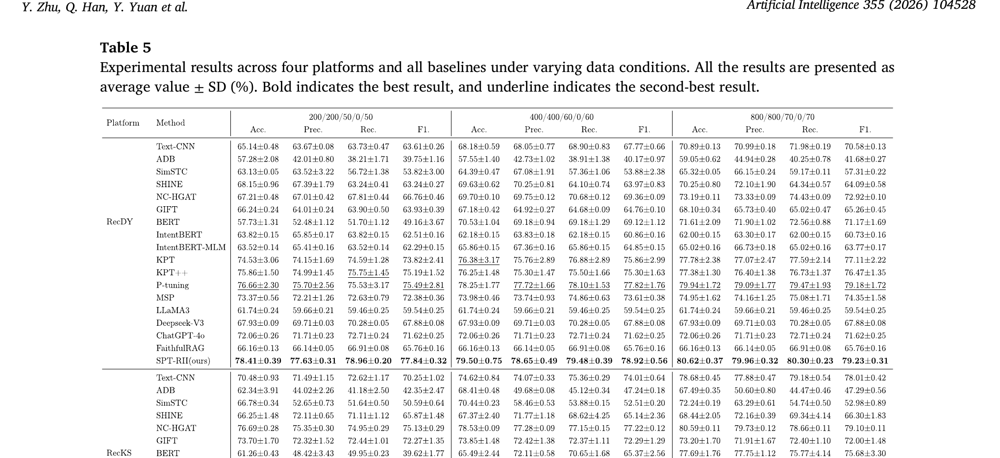 Y. Zhu, Q. Han, Y. Yuan et al.
Artificial Intelligence 355 (2026) 104528
Table 5
Experimental results across four platforms and all baselines under varying data conditions. All the results are presented as
average value ± SD (%). Bold indicates the best result, and underline indicates the second-best result.
Platform Method 200/200/50/0/50 400/400/60/0/60 800/800/70/0/70
Acc. Prec. Rec. F1. Acc. Prec. Rec. F1. Acc. Prec. Rec. F1.
Text-CNN 65.14±0.48 63.67±0.08 63.73±0.47 63.61±0.26 68.18±0.59 68.05±0.77 68.90±0.83 67.77±0.66 70.89±0.13 70.99±0.18 71.98±0.19 70.58±0.13
ADB 57.28±2.08 42.01±0.80 38.21±1.71 39.75±1.16 57.55±1.40 42.73±1.02 38.91±1.38 40.17±0.97 59.05±0.62 44.94±0.28 40.25±0.78 41.68±0.27
SimSTC 63.13±0.05 63.52±3.22 56.72±1.38 53.82±3.00 64.39±0.47 67.08±1.91 57.36±1.06 53.88±2.38 65.32±0.05 66.15±0.24 59.17±0.11 57.31±0.22
SHINE 68.15±0.96 67.39±1.79 63.24±0.41 63.24±0.27 69.63±0.62 70.25±0.81 64.10±0.74 63.97±0.83 70.25±0.80 72.10±1.90 64.34±0.57 64.09±0.58
NC-HGAT 67.21±0.48 67.01±0.42 67.81±0.44 66.76±0.46 69.70±0.10 69.75±0.12 70.68±0.12 69.36±0.09 73.19±0.11 73.33±0.09 74.43±0.09 72.92±0.10
GIFT 66.24±0.24 64.01±0.24 63.90±0.50 63.93±0.39 67.18±0.42 64.92±0.27 64.68±0.09 64.76±0.10 68.10±0.34 65.73±0.40 65.02±0.47 65.26±0.45
RecDY BERT 57.73±1.31 52.48±1.12 51.70±1.12 49.16±3.67 70.53±1.04 69.18±0.94 69.18±1.29 69.12±1.12 71.61±2.09 71.90±1.02 72.56±0.88 71.17±1.69
IntentBERT 63.82±0.15 65.85±0.17 63.82±0.15 62.51±0.16 62.18±0.15 63.83±0.18 62.18±0.15 60.86±0.16 62.00±0.15 63.30±0.17 62.00±0.15 60.73±0.16
IntentBERT-MLM 63.52±0.14 65.41±0.16 63.52±0.14 62.29±0.15 65.86±0.15 67.36±0.16 65.86±0.15 64.85±0.15 65.02±0.16 66.73±0.18 65.02±0.16 63.77±0.17
KPT 74.53±3.06 74.15±1.69 74.59±1.28 73.82±2.41 76.38±3.17 75.76±2.89 76.88±2.89 75.86±2.99 77.78±2.38 77.07±2.47 77.59±2.14 77.11±2.22
KPT++ 75.86±1.50 74.99±1.45 75.75±1.45 75.19±1.52 76.25±1.48 75.30±1.47 75.50±1.66 75.30±1.63 77.38±1.30 76.40±1.38 76.73±1.37 76.47±1.35
P-tuning 76.66±2.30 75.70±2.56 75.53±3.17 75.49±2.81 78.25±1.77 77.72±1.66 78.10±1.53 77.82±1.76 79.94±1.72 79.09±1.77 79.47±1.93 79.18±1.72
MSP 73.37±0.56 72.21±1.26 72.63±0.79 72.38±0.36 73.98±0.46 73.74±0.93 74.86±0.63 73.61±0.38 74.95±1.62 74.16±1.25 75.08±1.71 74.35±1.58
LLaMA3 61.74±0.24 59.66±0.21 59.46±0.25 59.54±0.25 61.74±0.24 59.66±0.21 59.46±0.25 59.54±0.25 61.74±0.24 59.66±0.21 59.46±0.25 59.54±0.25
Deepseek-V3 67.93±0.09 69.71±0.03 70.28±0.05 67.88±0.08 67.93±0.09 69.71±0.03 70.28±0.05 67.88±0.08 67.93±0.09 69.71±0.03 70.28±0.05 67.88±0.08
ChatGPT-4o 72.06±0.26 71.71±0.23 72.71±0.24 71.62±0.25 72.06±0.26 71.71±0.23 72.71±0.24 71.62±0.25 72.06±0.26 71.71±0.23 72.71±0.24 71.62±0.25
FaithfulRAG 66.16±0.13 66.14±0.05 66.91±0.08 65.76±0.16 66.16±0.13 66.14±0.05 66.91±0.08 65.76±0.16 66.16±0.13 66.14±0.05 66.91±0.08 65.76±0.16
SPT-RII(ours) 78.41±0.39 77.63±0.31 78.96±0.20 77.84±0.32 79.50±0.75 78.65±0.49 79.48±0.39 78.92±0.56 80.62±0.37 79.96±0.32 80.30±0.23 79.23±0.31
Text-CNN 70.48±0.93 71.49±1.15 72.62±1.17 70.25±1.02 74.62±0.84 74.07±0.33 75.36±0.29 74.01±0.64 78.68±0.45 77.88±0.47 79.18±0.54 78.01±0.42
ADB 62.34±3.91 44.02±2.26 41.18±2.50 42.35±2.47 68.41±0.48 49.68±0.08 45.12±0.34 47.24±0.18 67.49±0.35 50.60±0.80 44.47±0.46 47.29±0.56
SimSTC 66.78±0.34 52.65±0.73 51.64±0.50 50.59±0.64 70.44±0.23 58.46±0.53 53.88±0.15 52.51±0.20 72.24±0.19 63.29±0.61 54.74±0.50 52.98±0.89
SHINE 66.25±1.48 72.11±0.65 71.11±1.12 65.87±1.48 67.37±2.40 71.77±1.18 68.62±4.25 65.14±2.36 68.44±2.05 72.16±0.39 69.34±4.14 66.30±1.83
NC-HGAT 76.69±0.28 75.35±0.30 74.95±0.29 75.13±0.29 78.53±0.09 77.28±0.09 77.15±0.15 77.22±0.12 80.59±0.11 79.73±0.12 78.66±0.11 79.10±0.11
GIFT 73.70±1.70 72.32±1.52 72.44±1.01 72.27±1.35 73.85±1.48 72.42±1.38 72.37±1.11 72.29±1.29 73.20±1.70 71.91±1.67 72.40±1.10 72.00±1.48
RecKS BERT 61.26±0.43 48.42±3.43 49.95±0.23 39.62±1.77 65.49±2.44 72.11±0.58 70.65±1.68 65.37±2.56 77.69±1.76 77.75±1.12 75.77±4.14 75.68±3.30